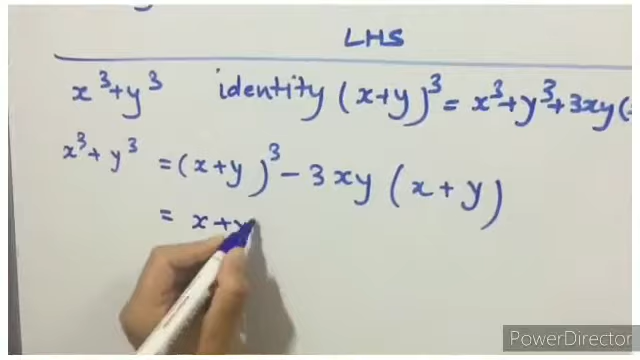 LHS
x³+y³ identity (x+y)³ = x³+y³+3xy(
x³+y³ = (x+y)³ - 3xy (x+y)
= x+y
PowerDirector